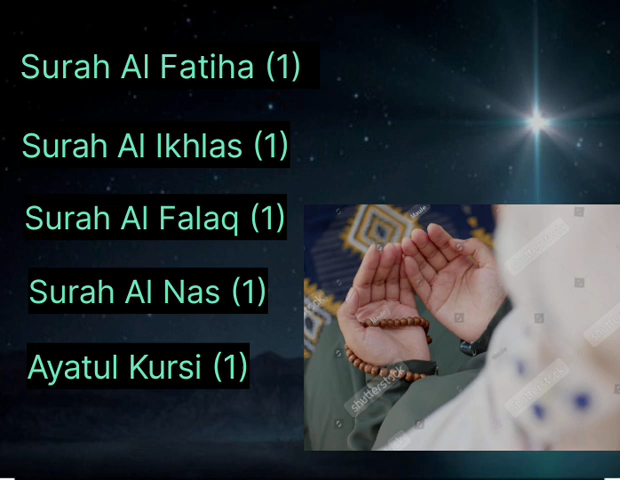 Surah Al Fatiha (1)
Surah Al Ikhlas (1)
Surah Al Falaq (1)
Surah Al Nas (1)
Ayatul Kursi (1)
shutterstock